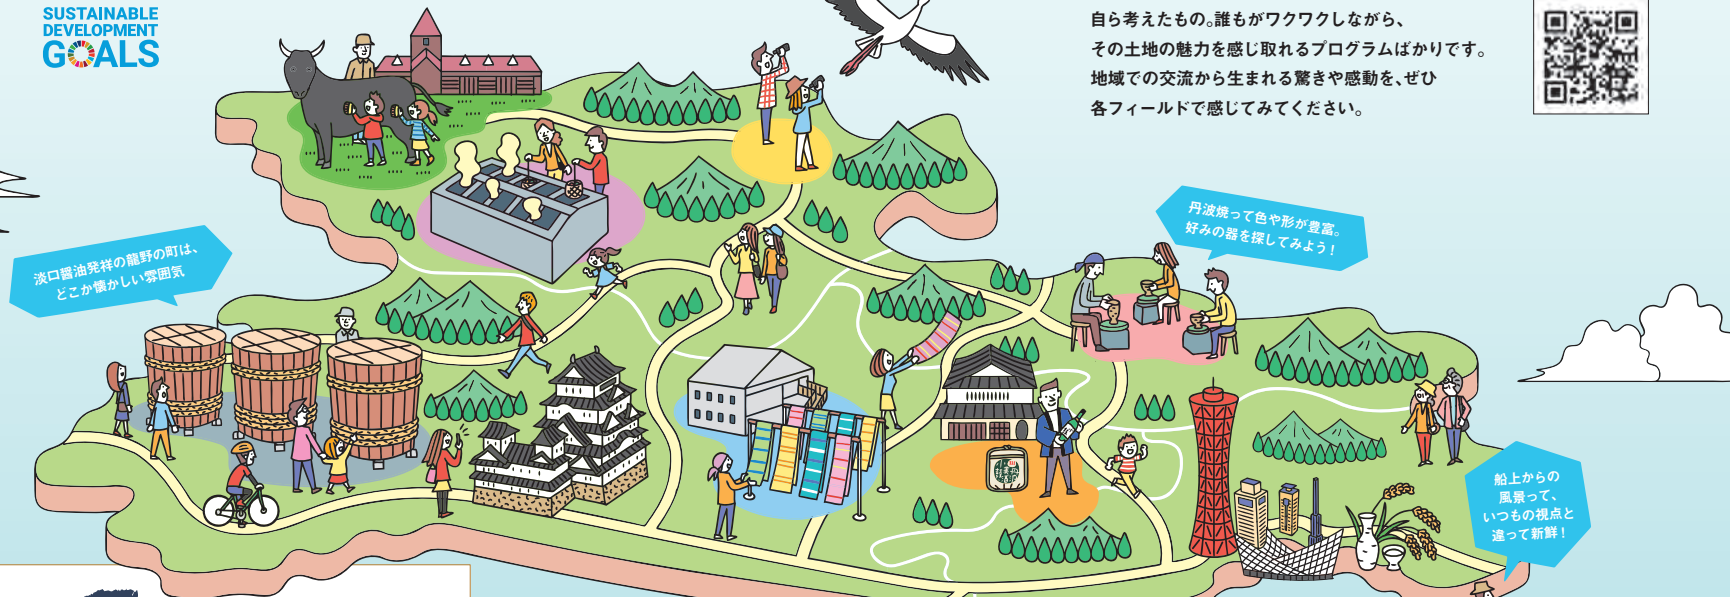 SUSTAINABLE
DEVELOPMENT
GOALS
自ら考えたもの。誰もがワクワクしながら、
その土地の魅力を感じ取れるプログラムばかりです。
地域での交流から生まれる驚きや感動を、ぜひ
各フィールドで感じてみてください。
丹波焼って色や形が豊富。
好みの器を探してみよう!
淡口醤油発祥の龍野の町は、
どこか懐かしい雰囲気
船上からの
風景って、
いつもの視点と
違って新鮮!